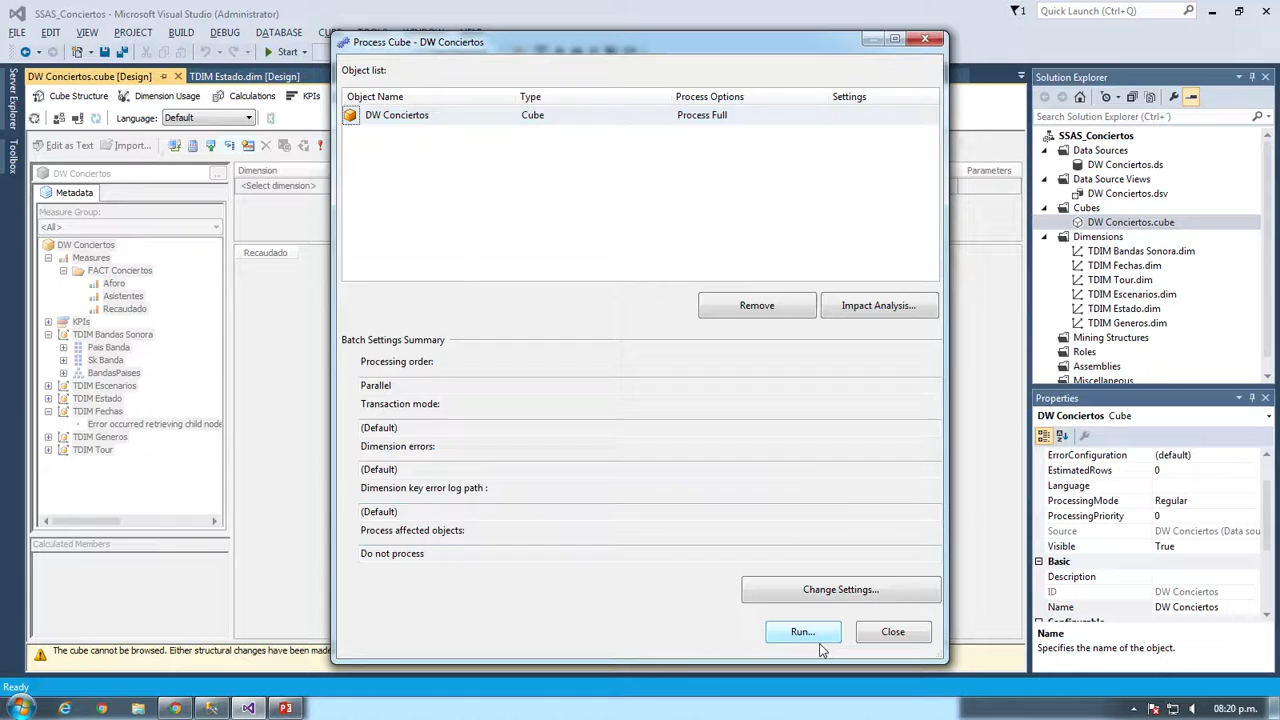 SSAS_Conciertos - Microsoft Visual Studio (Administrator)
1
Quick Launch (Ctrl+Q)
FILE EDIT VIEW PROJECT BUILD DEBUG DATABASE
Start
Process Cube - DW Conciertos
Object list:
Object Name Type Process Options Settings
DW Conciertos Cube Process Full
Remove
Impact Analysis...
Batch Settings Summary
Processing order:
Parallel
Transaction mode:
(Default)
Dimension errors:
(Default)
Dimension key error log path :
(Default)
Process affected objects:
Do not process
Change Settings...
Run...
Close
Server Explorer
Toolbox
DW Conciertos.cube [Design]
TDIM Estado.dim [Design]
Cube Structure
Dimension Usage
Calculations
KPIs
Language: Default
Edit as Text
Import...
DW Conciertos
...
Metadata
Measure Group:
<All>
DW Conciertos
Measures
FACT Conciertos
Aforo
Asistentes
Recaudado
KPIs
TDIM Bandas Sonora
Pais Banda
Sk Banda
BandasPaises
TDIM Escenarios
TDIM Estado
TDIM Fechas
Error occurred retrieving child node
TDIM Generos
TDIM Tour
Calculated Members
Dimension
<Select dimension>
Recaudado
Parameters
The cube cannot be browsed. Either structural changes have been made
Solution Explorer
Search Solution Explorer (Ctrl+ )
SSAS_Conciertos
Data Sources
DW Conciertos.ds
Data Source Views
DW Conciertos.dsv
Cubes
DW Conciertos.cube
Dimensions
TDIM Bandas Sonora.dim
TDIM Fechas.dim
TDIM Tour.dim
TDIM Escenarios.dim
TDIM Estado.dim
TDIM Generos.dim
Mining Structures
Roles
Assemblies
Miscellaneous
Properties
DW Conciertos Cube
ErrorConfiguration (default)
EstimatedRows 0
Language
ProcessingMode Regular
ProcessingPriority 0
Source DW Conciertos (Data sou
Visible True
Basic
Description
ID DW Conciertos
Name DW Conciertos
Name
Specifies the name of the object.
Ready
08:20 p.m.